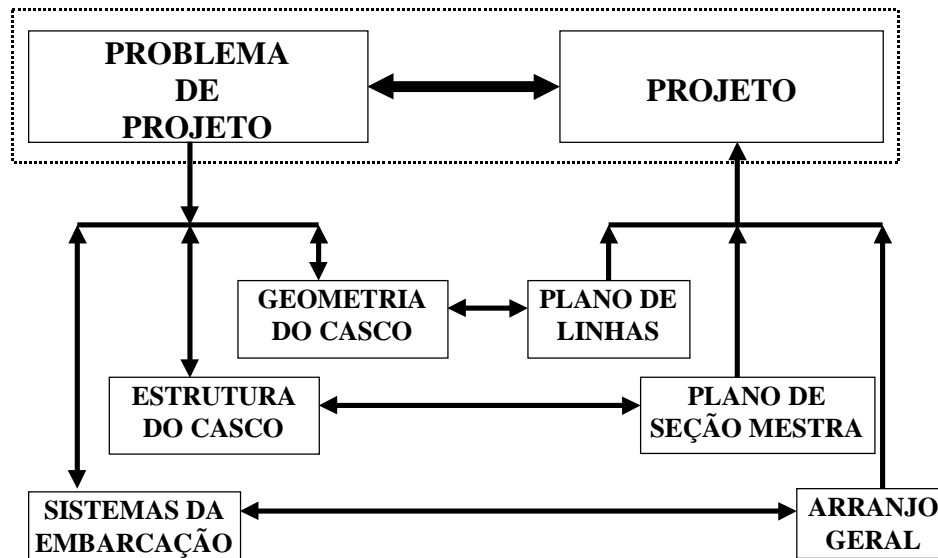 PROBLEMA
DE
PROJETO
PROJETO
GEOMETRIA
DO CASCO
PLANO DE
LINHAS
ESTRUTURA
DO CASCO
PLANO DE
SEÇÃO MESTRA
SISTEMAS DA
EMBARCAÇÃO
ARRANJO
GERAL